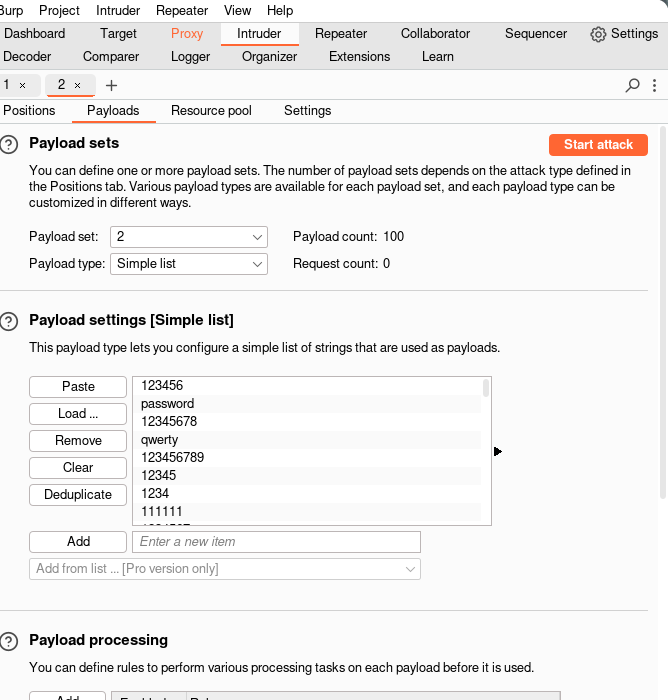 Burp Project Intruder Repeater View Help
Dashboard Target Proxy Intruder Repeater Collaborator Sequencer Settings
Decoder Comparer Logger Organizer Extensions Learn
1 × 2 × +
Positions Payloads Resource pool Settings
Payload sets
Start attack
You can define one or more payload sets. The number of payload sets depends on the attack type defined in
the Positions tab. Various payload types are available for each payload set, and each payload type can be
customized in different ways.
Payload set: 2 Payload count: 100
Payload type: Simple list Request count: 0
Payload settings [Simple list]
This payload type lets you configure a simple list of strings that are used as payloads.
Paste
Load ...
Remove
Clear
Deduplicate
123456
password
12345678
qwerty
123456789
12345
1234
111111
Add Enter a new item
Add from list ... [Pro version only]
Payload processing
You can define rules to perform various processing tasks on each payload before it is used.
Add